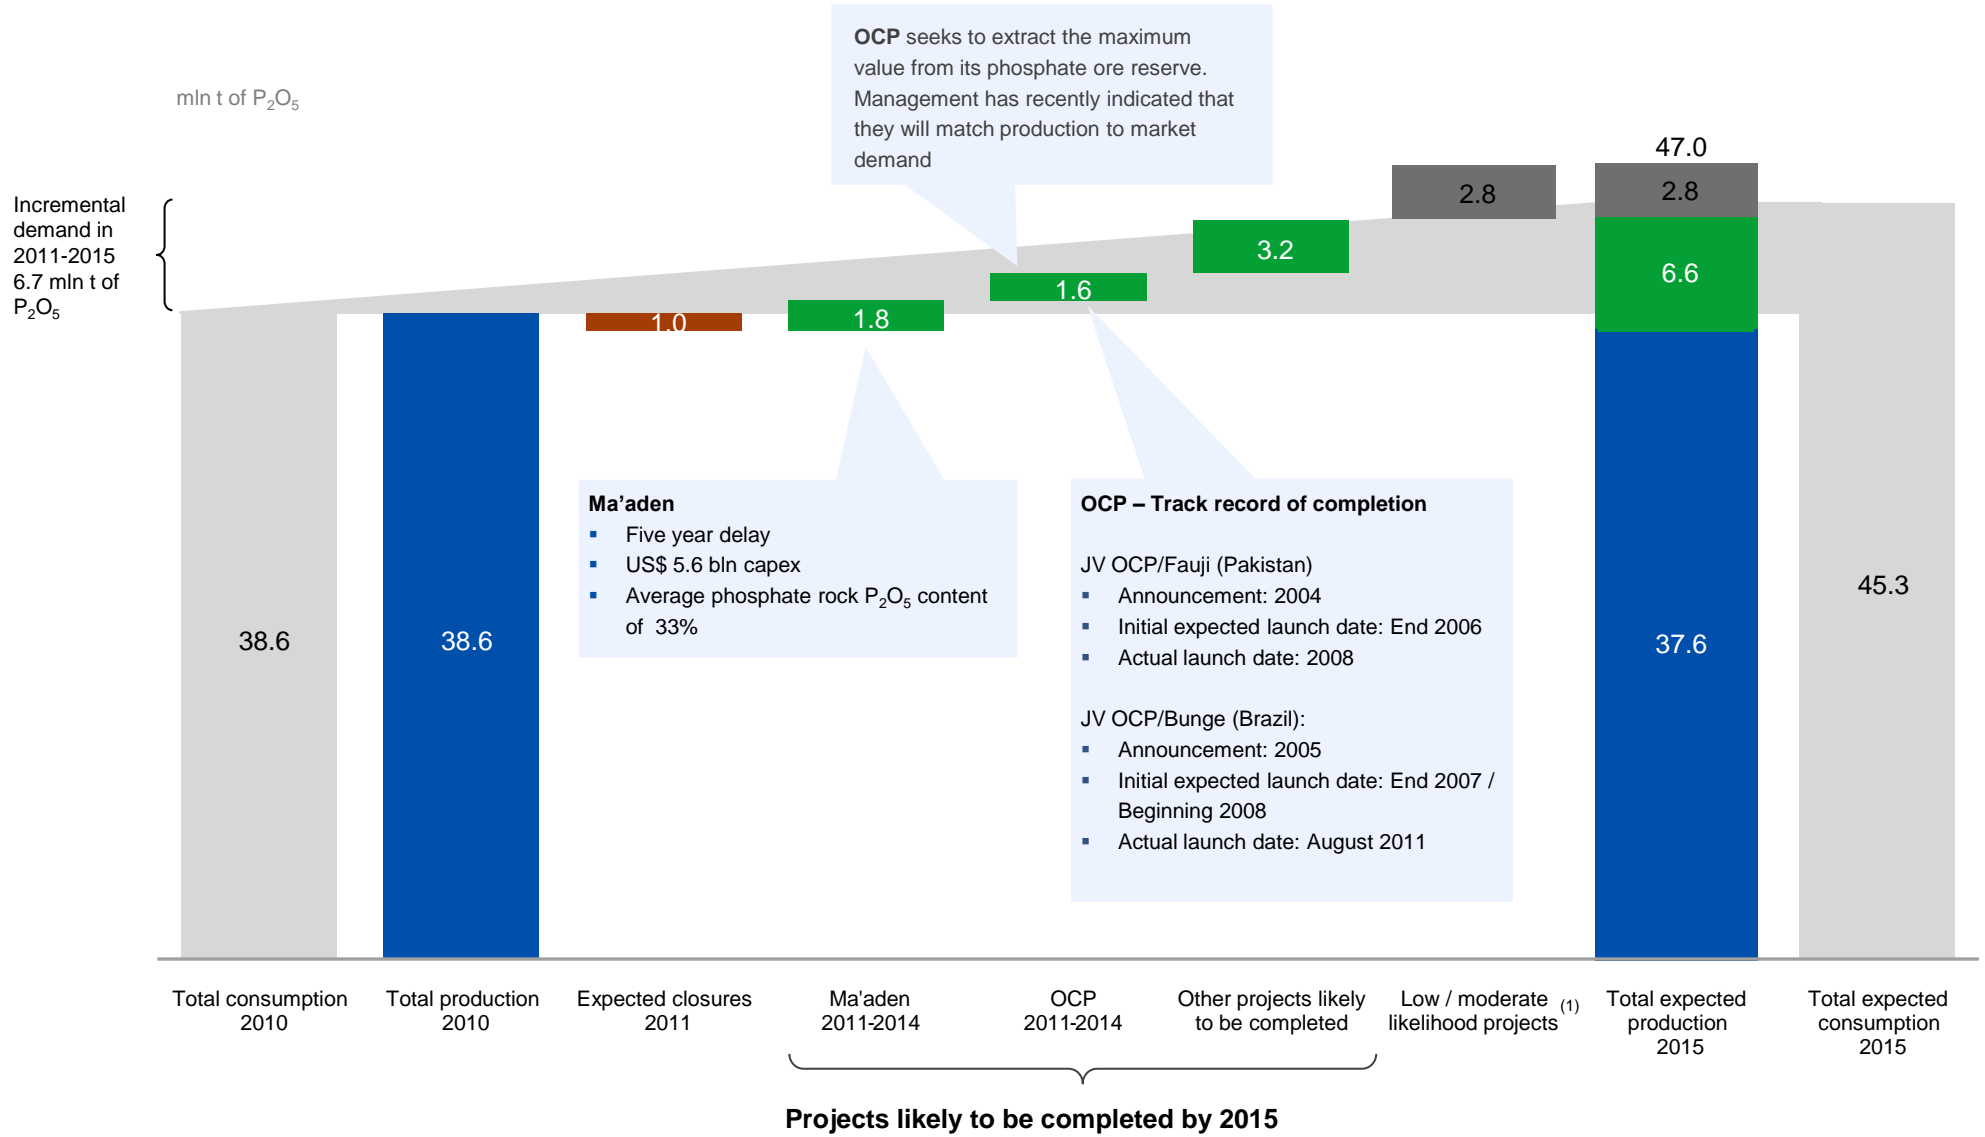 OCP seeks to extract the maximum
value from its phosphate ore reserve.
Management has recently indicated that
they will match production to market
demand
mln t of P₂O₅
47.0
2.8
2.8
Incremental
demand in
2011-2015
6.7 mln t of
P₂O₅
3.2
6.6
1.6
1.8
1.0
Ma’aden
▪ Five year delay
▪ US$ 5.6 bln capex
▪ Average phosphate rock P₂O₅ content
of 33%
OCP – Track record of completion
JV OCP/Fauji (Pakistan)
▪ Announcement: 2004
▪ Initial expected launch date: End 2006
▪ Actual launch date: 2008
JV OCP/Bunge (Brazil):
▪ Announcement: 2005
▪ Initial expected launch date: End 2007 /
Beginning 2008
▪ Actual launch date: August 2011
38.6
38.6
37.6
45.3
Total consumption
2010
Total production
2010
Expected closures
2011
Ma'aden
2011-2014
OCP
2011-2014
Other projects likely
to be completed
Low / moderate
likelihood projects (1)
Total expected
production
2015
Total expected
consumption
2015
Projects likely to be completed by 2015